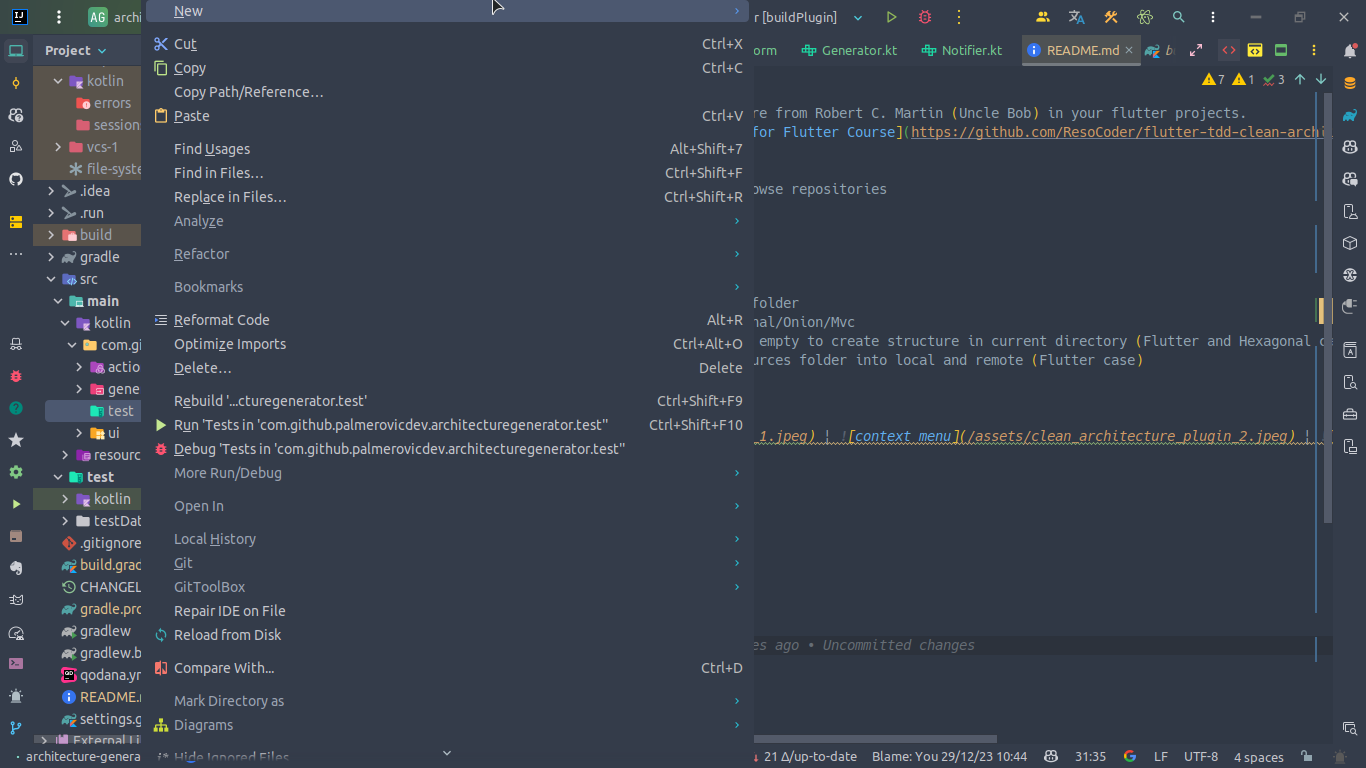 AG archi
r [buildPlugin]
Project
orm
Generator.kt
Notifier.kt
README.md
b
kotlin
errors
session
vcs-1
file-syste
.idea
.run
build
gradle
src
main
kotlin
com.gi
actio
gene
test
ui
resourc
test
kotlin
testDat
.gitignore
build.grad
CHANGEL
gradle.pro
gradlew
gradlew.b
qodana.yr
README.
settings.g
External Li
New
Cut Ctrl+X
Copy Ctrl+C
Copy Path/Reference…
Paste Ctrl+V
Find Usages Alt+Shift+7
Find in Files… Ctrl+Shift+F
Replace in Files… Ctrl+Shift+R
Analyze
Refactor
Bookmarks
Reformat Code Alt+R
Optimize Imports Ctrl+Alt+O
Delete… Delete
Rebuild '...cturegenerator.test' Ctrl+Shift+F9
Run 'Tests in 'com.github.palmerovicdev.architecturegenerator.test'' Ctrl+Shift+F10
Debug 'Tests in 'com.github.palmerovicdev.architecturegenerator.test''
More Run/Debug
Open In
Local History
Git
GitToolBox
Repair IDE on File
Reload from Disk
Compare With... Ctrl+D
Mark Directory as
Diagrams
Hide Ignored Files
7 1 3
re from Robert C. Martin (Uncle Bob) in your flutter projects.
for Flutter Course](https://github.com/ResoCoder/flutter-tdd-clean-archi
owse repositories
folder
nal/Onion/Mvc
empty to create structure in current directory (Flutter and Hexagonal c
urces folder into local and remote (Flutter case)
_1.jpeg) | ![context menu](/assets/clean_architecture_plugin_2.jpeg) |
es ago • Uncommitted changes
architecture-genera
21 Δ/up-to-date Blame: You 29/12/23 10:44 31:35 LF UTF-8 4 spaces